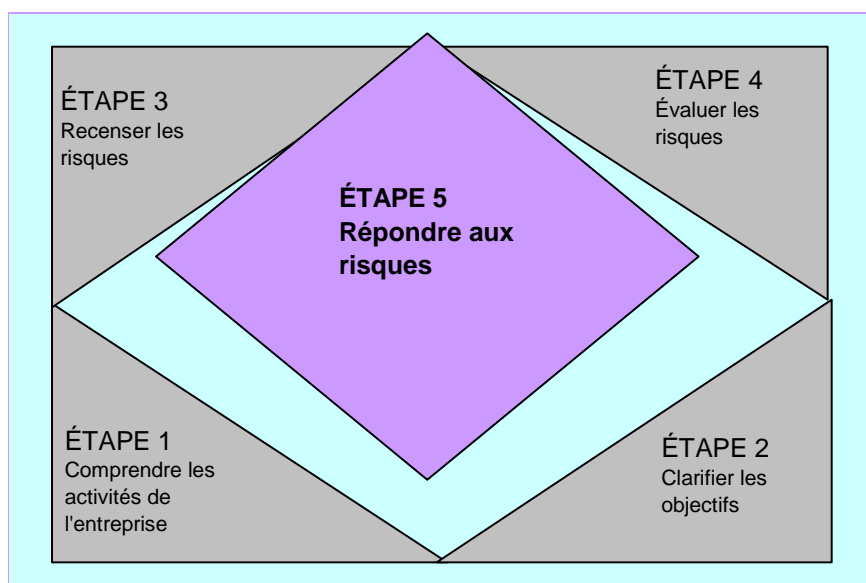 ÉTAPE 3
Recenser les
risques
ÉTAPE 4
Évaluer les
risques
ÉTAPE 5
Répondre aux
risques
ÉTAPE 1
Comprendre les
activités de
l'entreprise
ÉTAPE 2
Clarifier les
objectifs